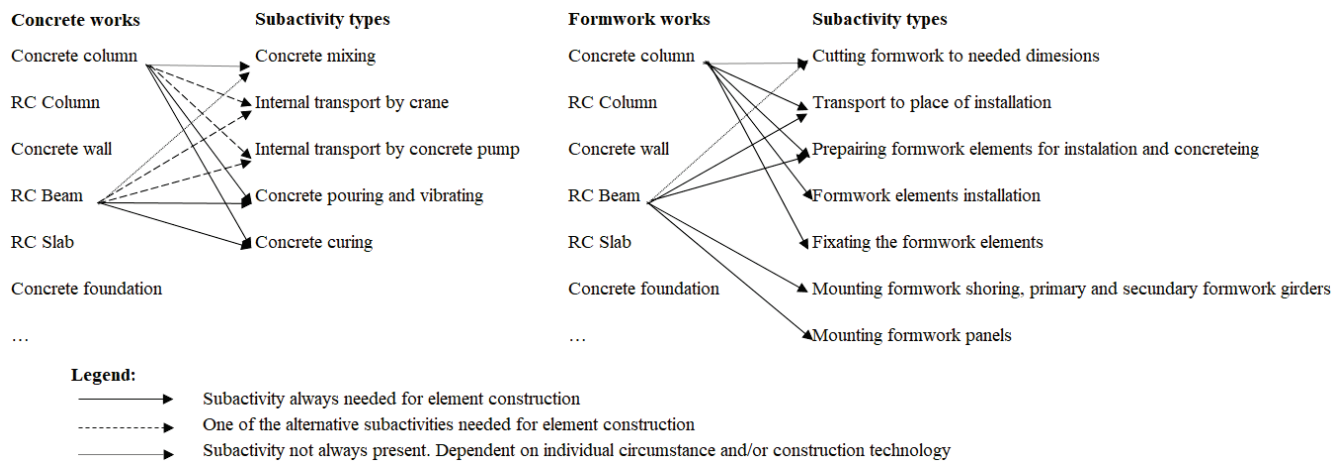 Concrete works
Subactivity types
Concrete column
Concrete mixing
RC Column
Internal transport by crane
Concrete wall
Internal transport by concrete pump
RC Beam
Concrete pouring and vibrating
RC Slab
Concrete curing
Concrete foundation
…
Formwork works
Subactivity types
Concrete column
Cutting formwork to needed dimesions
RC Column
Transport to place of installation
Concrete wall
Prepairing formwork elements for instalation and concreteing
RC Beam
Formwork elements installation
RC Slab
Fixating the formwork elements
Concrete foundation
Mounting formwork shoring, primary and secundary formwork girders
…
Mounting formwork panels
Legend:
Subactivity always needed for element construction
One of the alternative subactivities needed for element construction
Subactivity not always present. Dependent on individual circumstance and/or construction technology